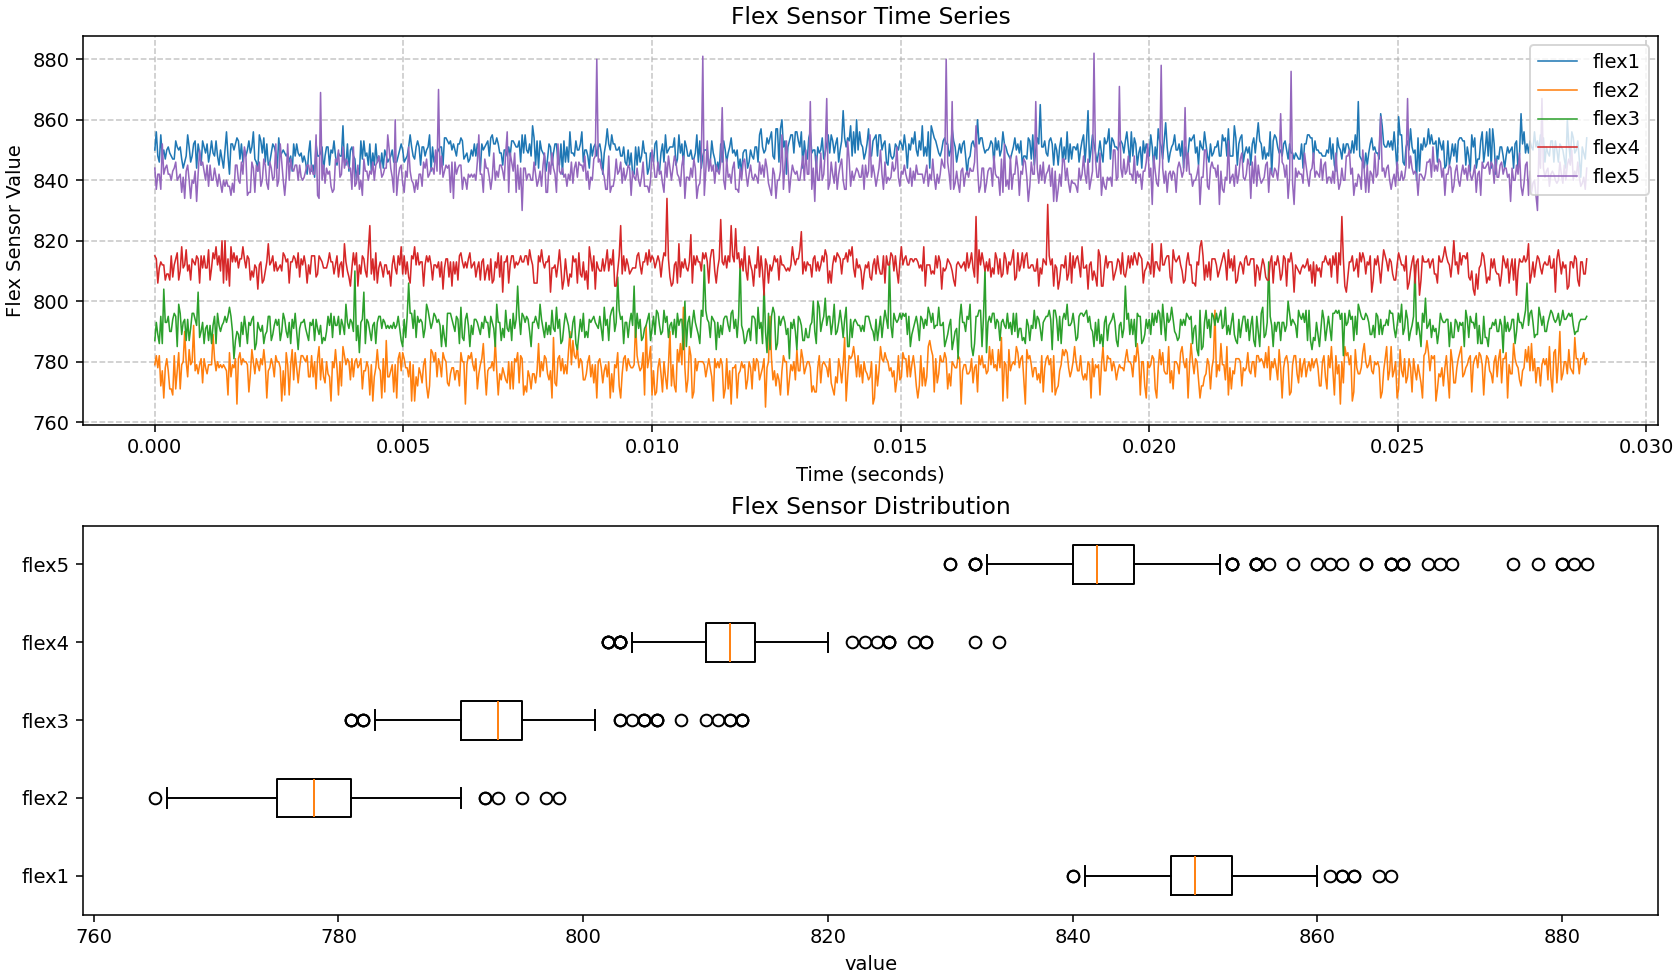 Flex Sensor Time Series
Flex Sensor Value
880
860
840
820
800
780
760
flex1
flex2
flex3
flex4
flex5
0.000 0.005 0.010 0.015 0.020 0.025 0.030
Time (seconds)
Flex Sensor Distribution
flex5
flex4
flex3
flex2
flex1
760 780 800 820 840 860 880
value